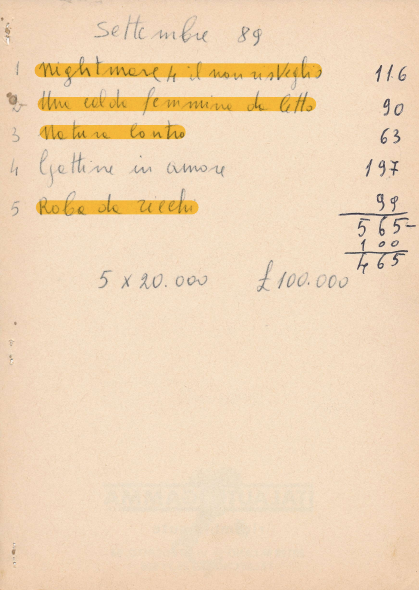 Settembre 89
1 Nightmare 4 il non risveglio 116
2 Una calda femmina da letto 90
3 Natura contro 63
4 Gattine in amore 197
5 Roba da ricchi 99
565-
100
465
5 x 20.000 £100.000